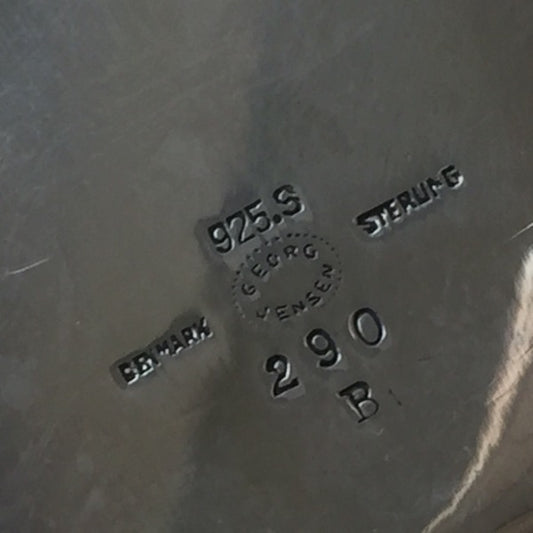 925.S
GEORG
JENSEN
STERLING
DENMARK
290
B